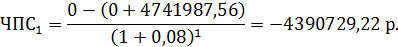 ЧПС₁ = (0 − (0 + 4741987,56)) / (1 + 0,08)¹ = −4390729,22 р.